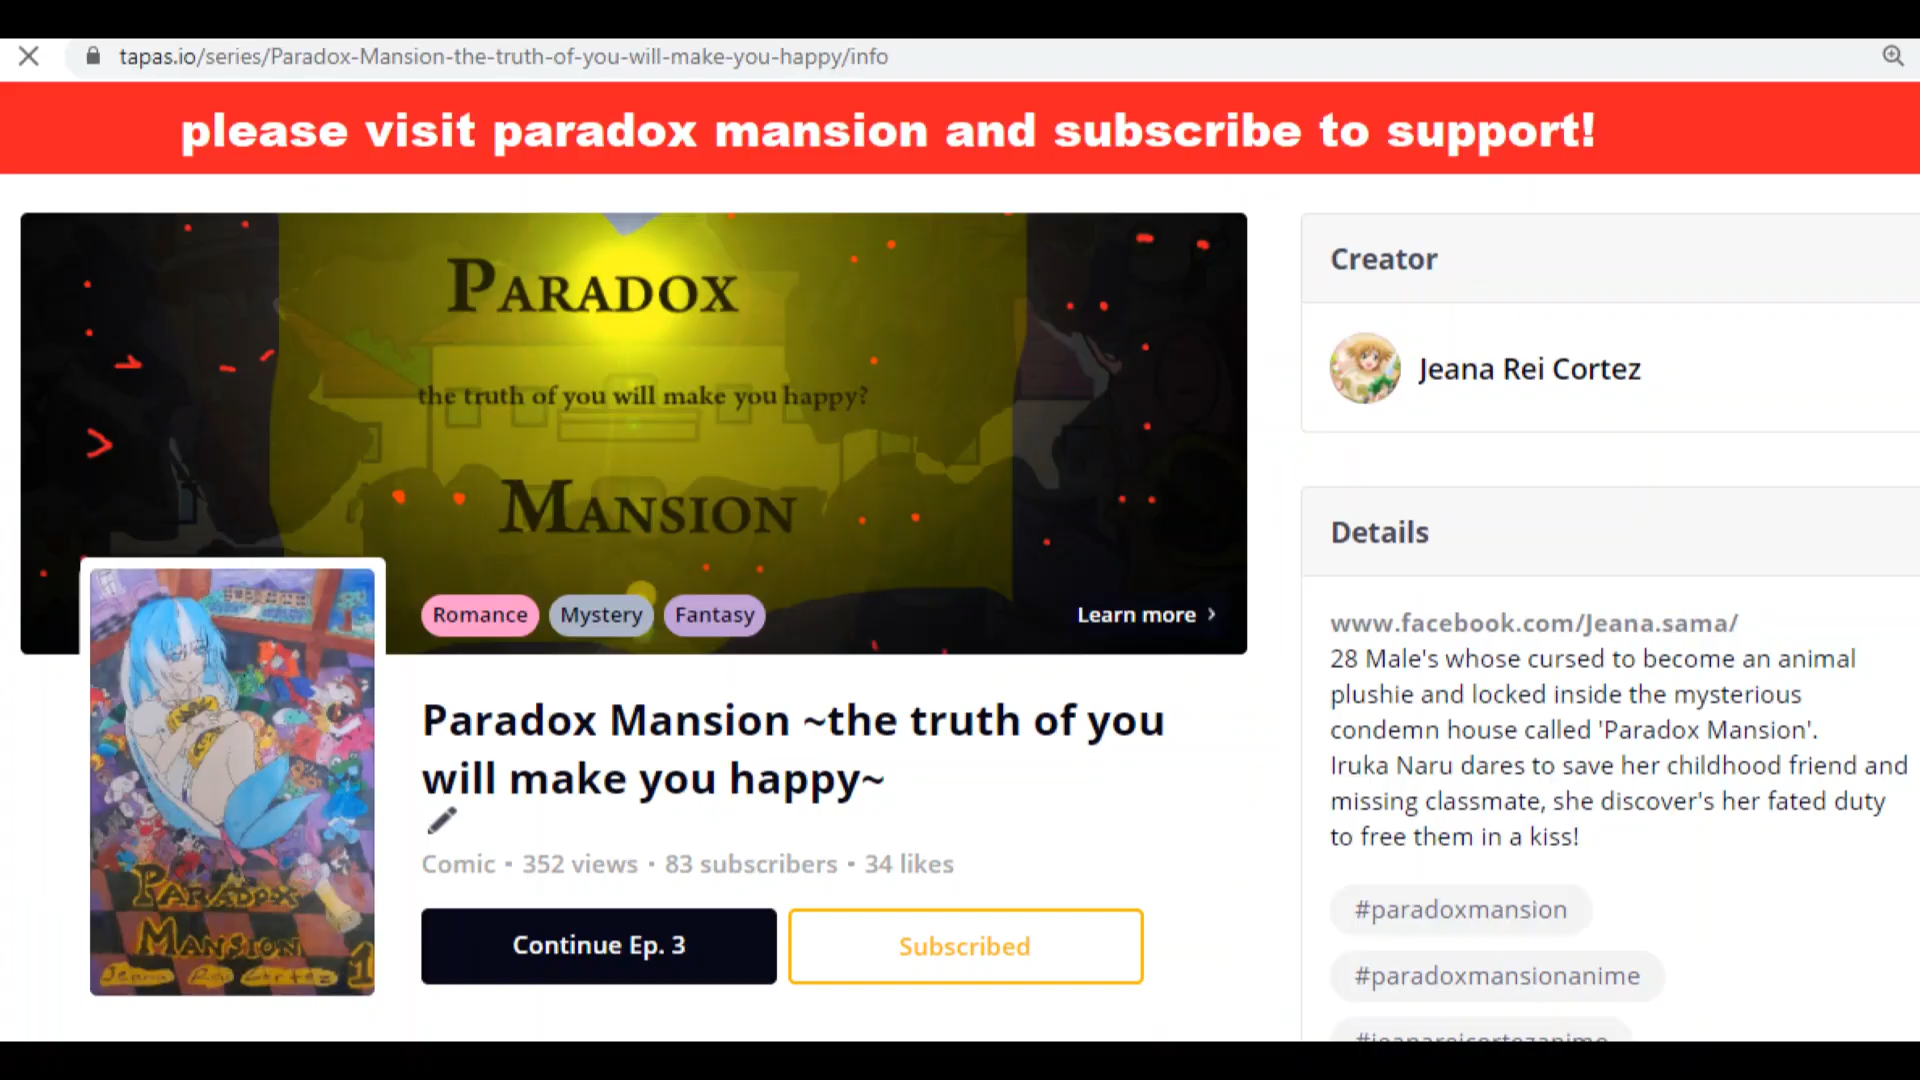 tapas.io/series/Paradox-Mansion-the-truth-of-you-will-make-you-happy/info
please visit paradox mansion and subscribe to support!
PARADOX
the truth of you will make you happy?
MANSION
Romance
Mystery
Fantasy
Learn more
PARADOX
MANSION
Jeana Rei Cortez
1
Paradox Mansion ~the truth of you
will make you happy~
Comic • 352 views • 83 subscribers • 34 likes
Continue Ep. 3
Subscribed
Creator
Jeana Rei Cortez
Details
www.facebook.com/Jeana.sama/
28 Male's whose cursed to become an animal
plushie and locked inside the mysterious
condemn house called 'Paradox Mansion'.
Iruka Naru dares to save her childhood friend and
missing classmate, she discover's her fated duty
to free them in a kiss!
#paradoxmansion
#paradoxmansionanime
#jeanareicortezanime